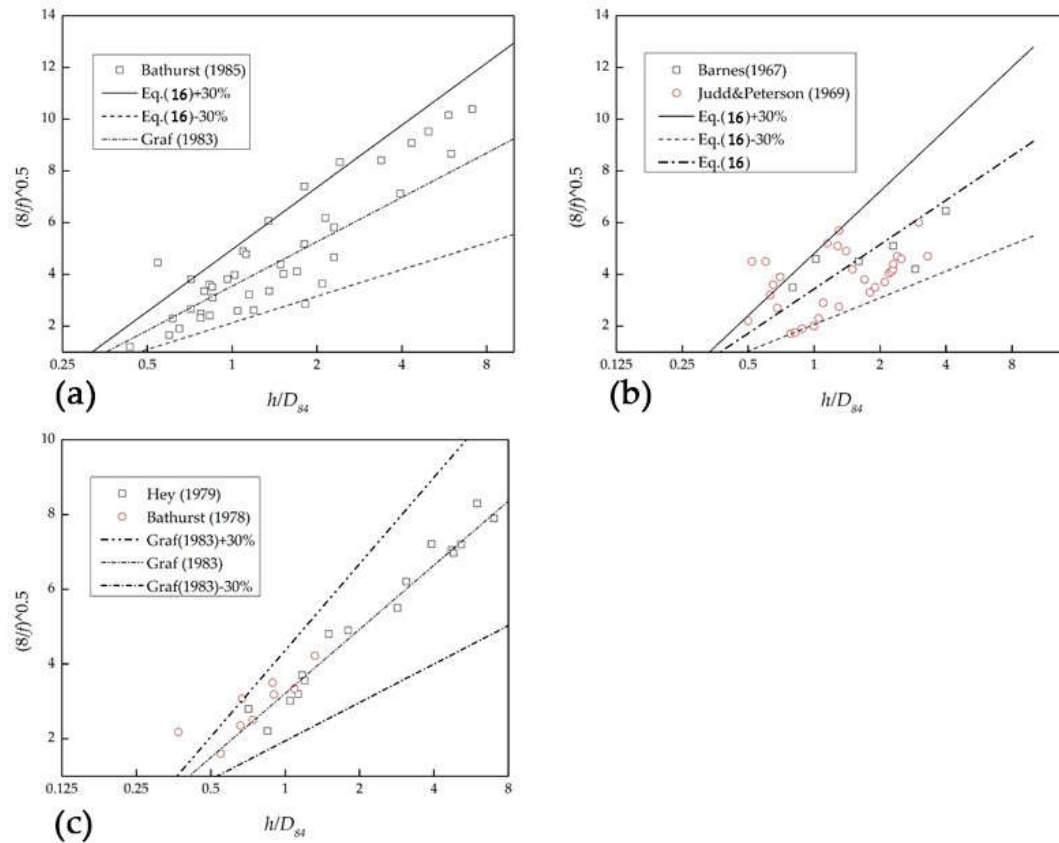 14
12
10
8
6
4
2
(8/f)^0.5
Bathurst (1985)
Eq.(16)+30%
Eq.(16)-30%
Graf (1983)
0.25
0.5
1
2
4
8
h/D84
(a)
14
12
10
8
6
4
2
(8/f)^0.5
Barnes(1967)
Judd&Peterson (1969)
Eq.(16)+30%
Eq.(16)-30%
Eq.(16)
0.125
0.25
0.5
1
2
4
8
h/D84
(b)
10
8
6
4
2
(8/f)^0.5
Hey (1979)
Bathurst (1978)
Graf(1983)+30%
Graf (1983)
Graf(1983)-30%
0.125
0.25
0.5
1
2
4
8
h/D84
(c)